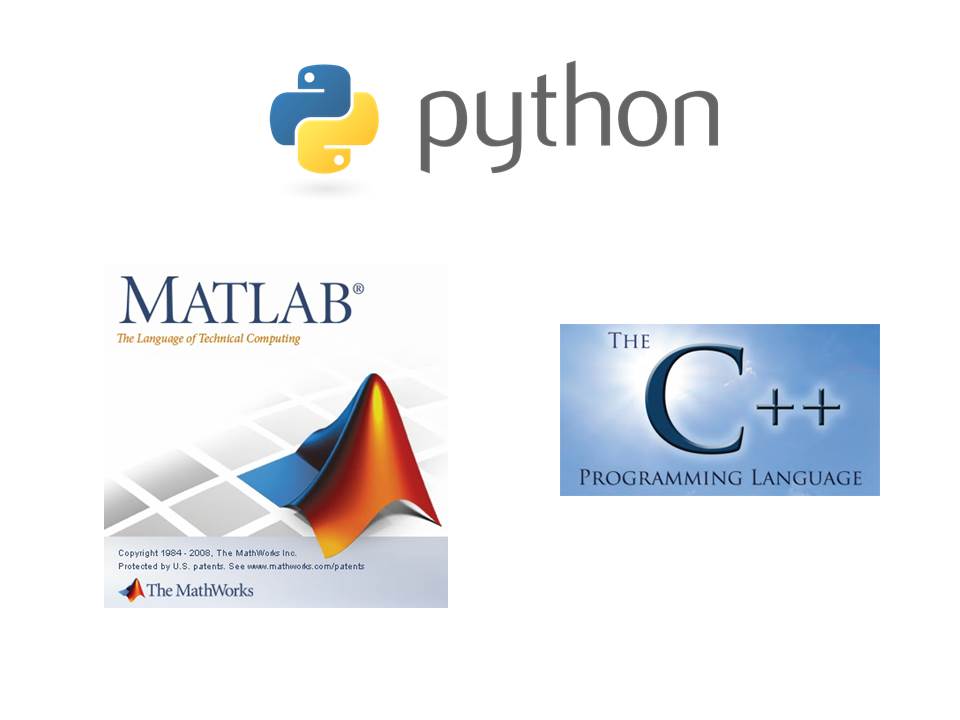 python
MATLAB®
The Language of Technical Computing
Copyright 1984 - 2008, The MathWorks Inc.
Protected by U.S. patents. See www.mathworks.com/patents
The MathWorks
THE
C++
PROGRAMMING LANGUAGE